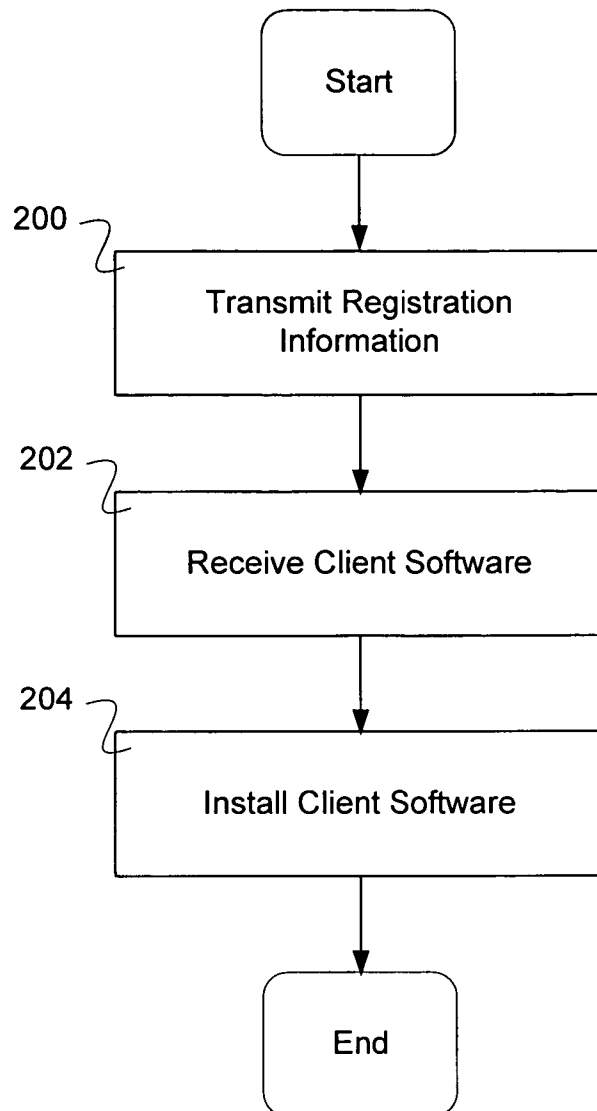 Start
200
Transmit Registration
Information
202
Receive Client Software
204
Install Client Software
End